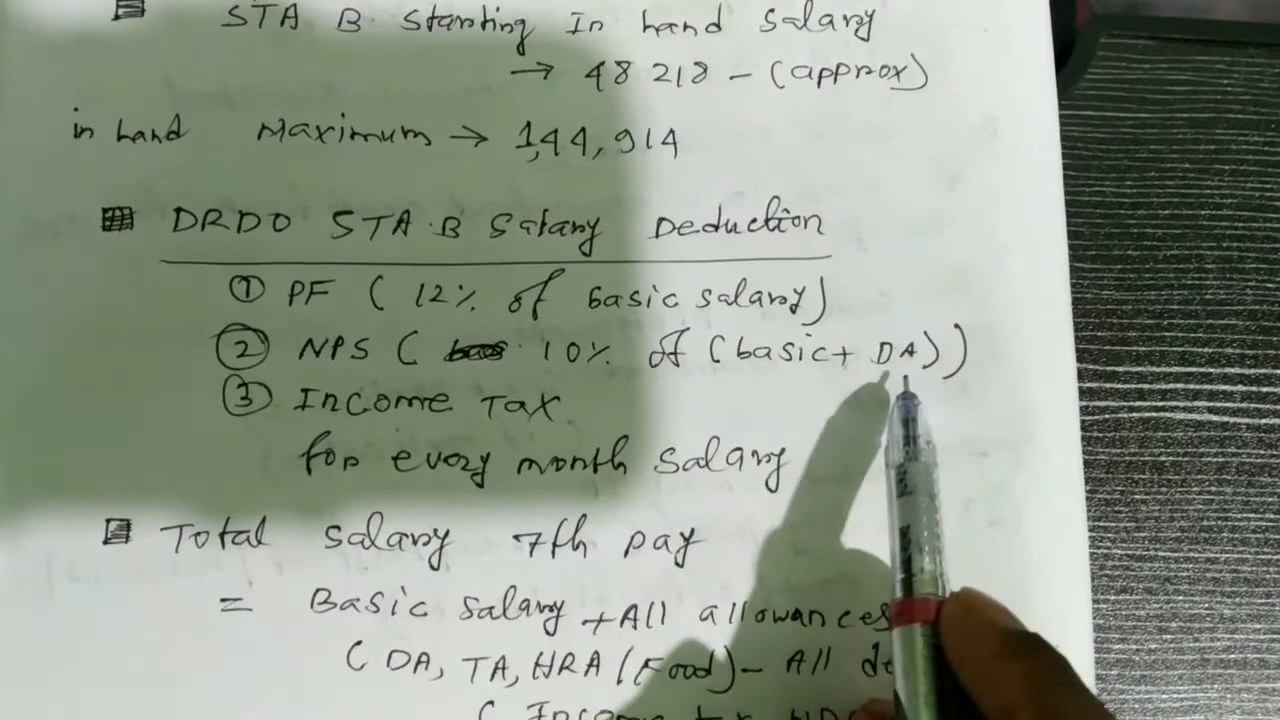 STA B Starting In hand Salary
→ 48 218 - (approx)
in hand Maximum → 1,44,914
DRDO STA.B Salary Deduction
① PF ( 12% of basic salary)
② NPS ( 10% of (basic+ DA))
③ Income Tax
for every month salary
Total salary 7th pay
= Basic salary +All allowances
( DA, TA, HRA (Food) - All
( Income